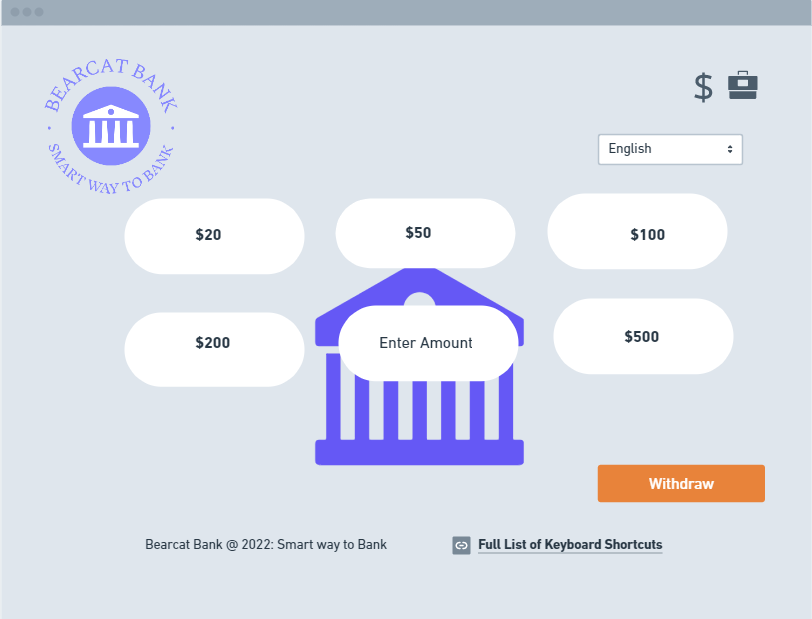 BEARCAT BANK
SMART WAY TO BANK
$
English
$20
$50
$100
$200
Enter Amount
$500
Withdraw
Bearcat Bank @ 2022: Smart way to Bank
Full List of Keyboard Shortcuts